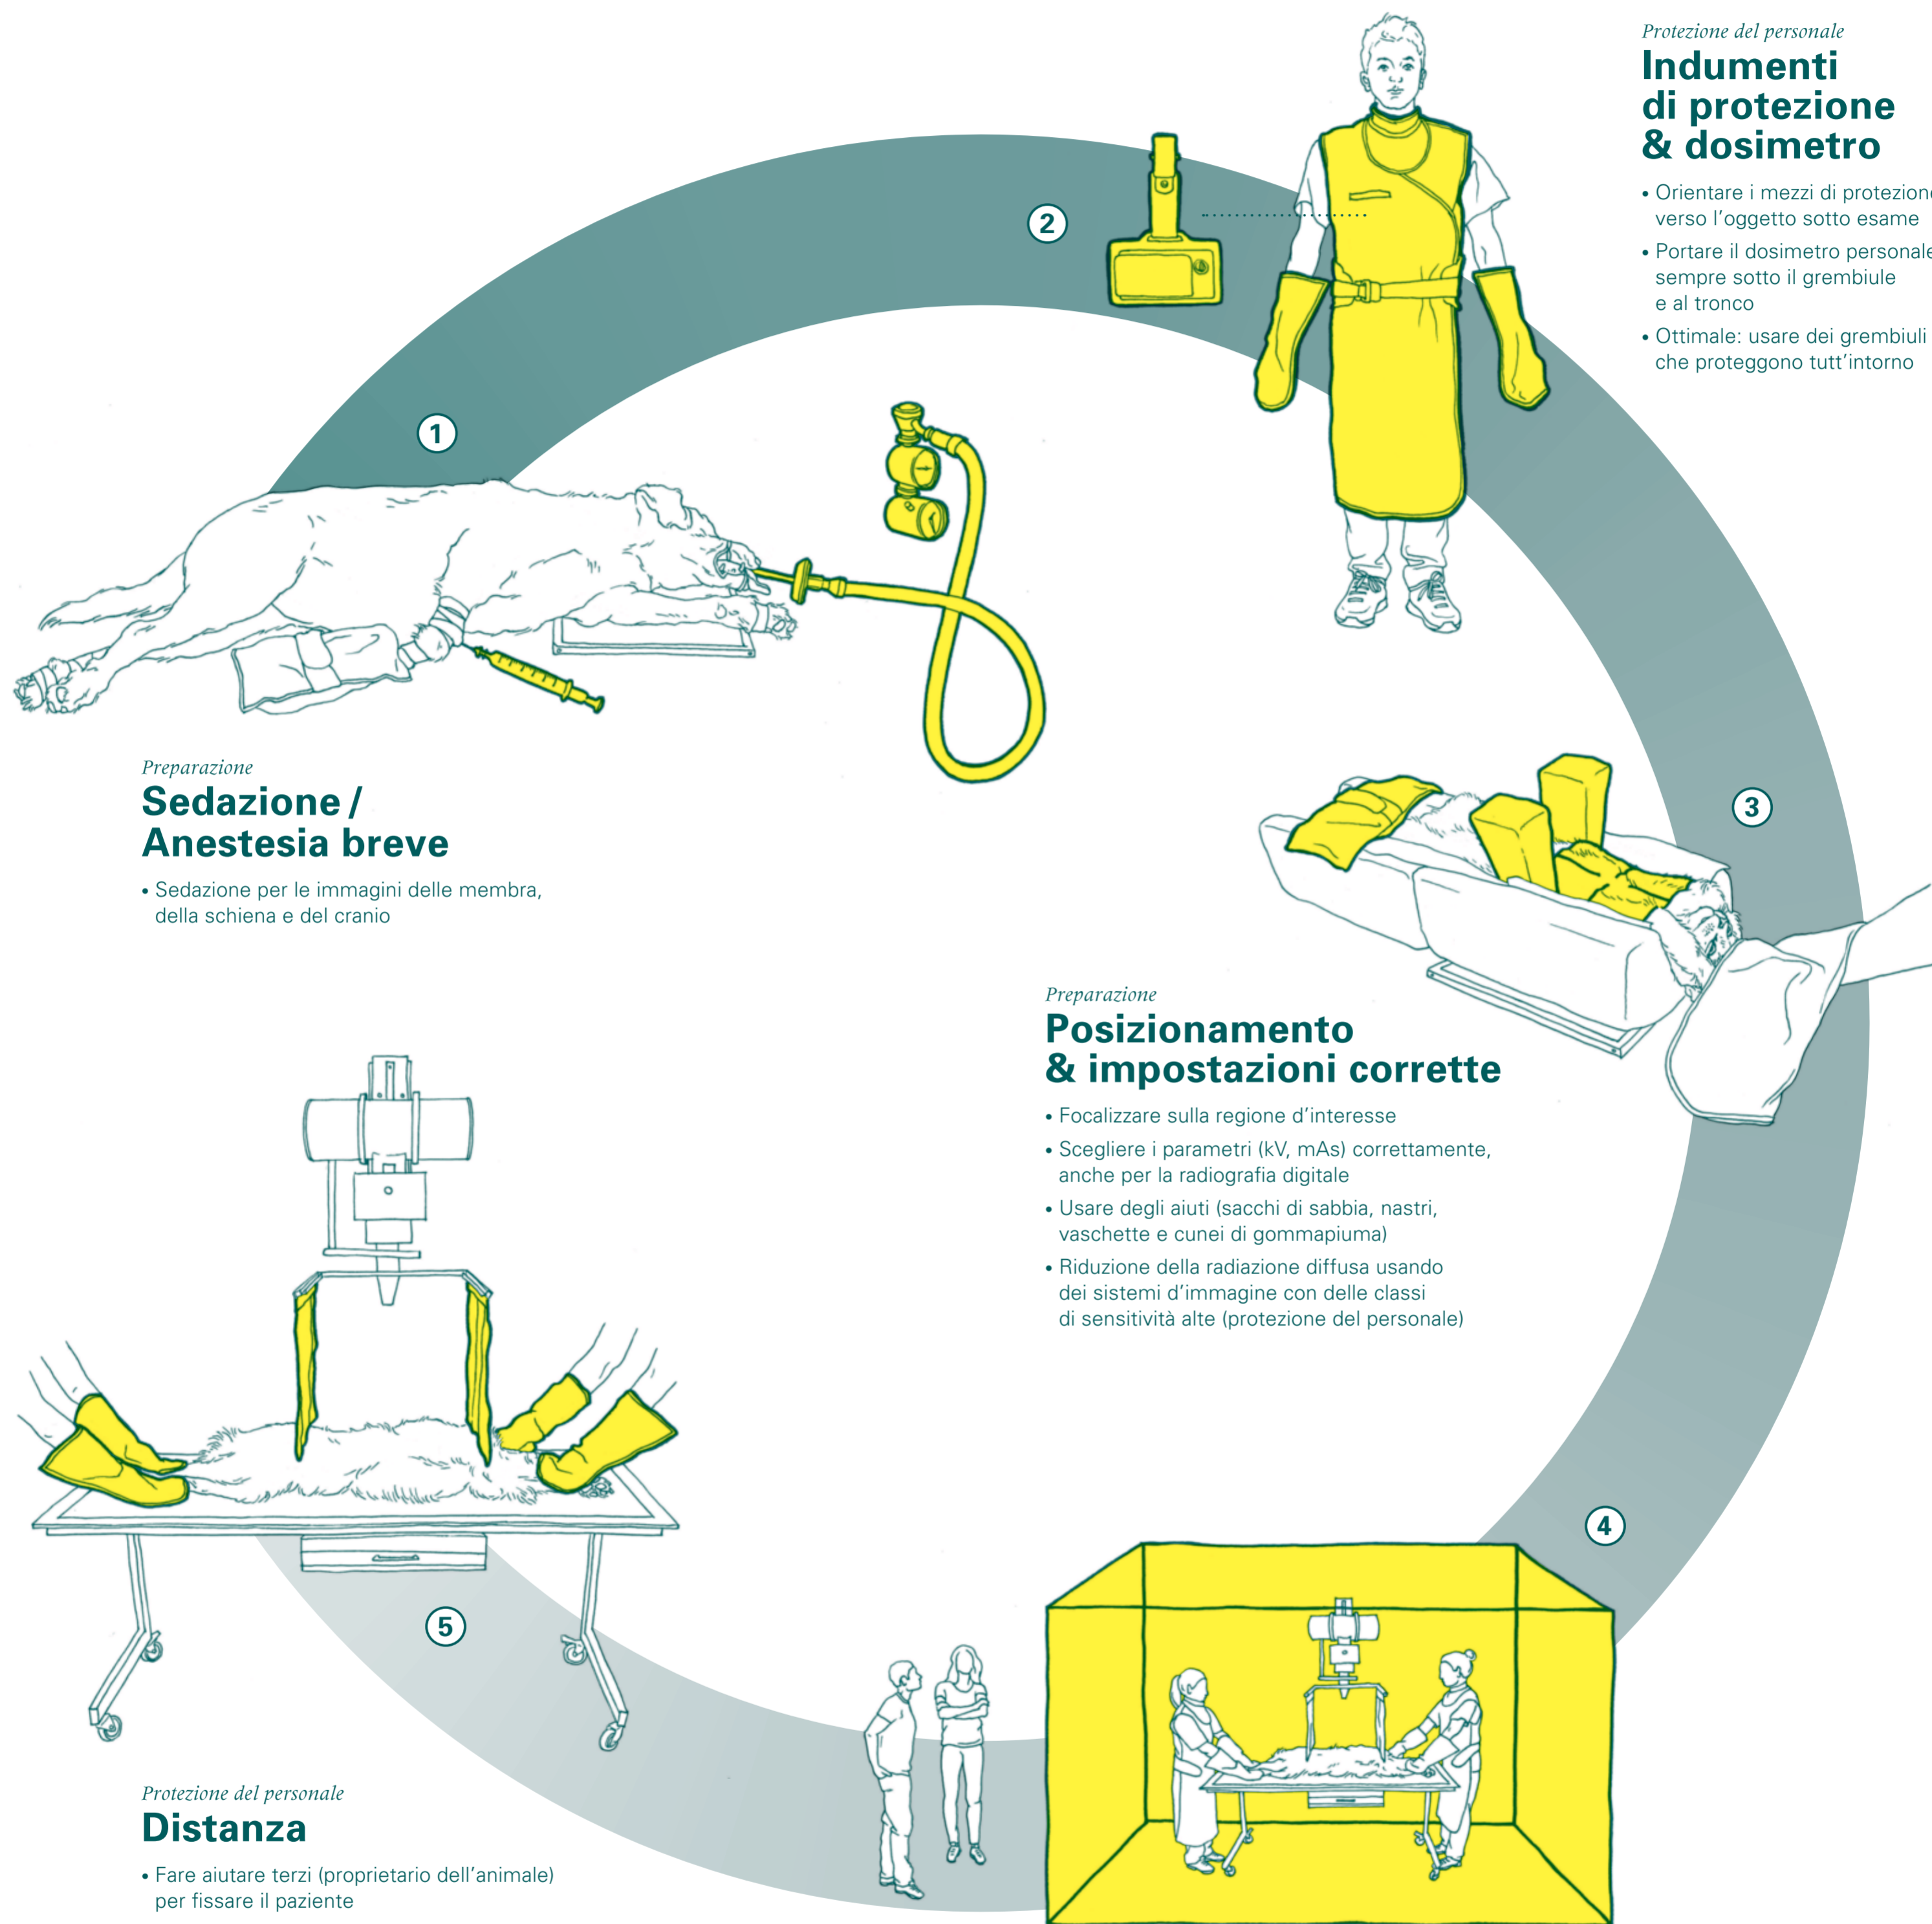 Protezione del personale
Indumenti
di protezione
& dosimetro
• Orientare i mezzi di protezione
verso l'oggetto sotto esame
• Portare il dosimetro personale
sempre sotto il grembiule
e al tronco
• Ottimale: usare dei grembiuli
che proteggono tutt'intorno
2
1
Preparazione
Sedazione /
Anestesia breve
• Sedazione per le immagini delle membra,
della schiena e del cranio
3
Preparazione
Posizionamento
& impostazioni corrette
• Focalizzare sulla regione d'interesse
• Scegliere i parametri (kV, mAs) correttamente,
anche per la radiografia digitale
• Usare degli aiuti (sacchi di sabbia, nastri,
vaschette e cunei di gommapiuma)
• Riduzione della radiazione diffusa usando
dei sistemi d'immagine con delle classi
di sensitività alte (protezione del personale)
4
5
Protezione del personale
Distanza
• Fare aiutare terzi (proprietario dell'animale)
per fissare il paziente